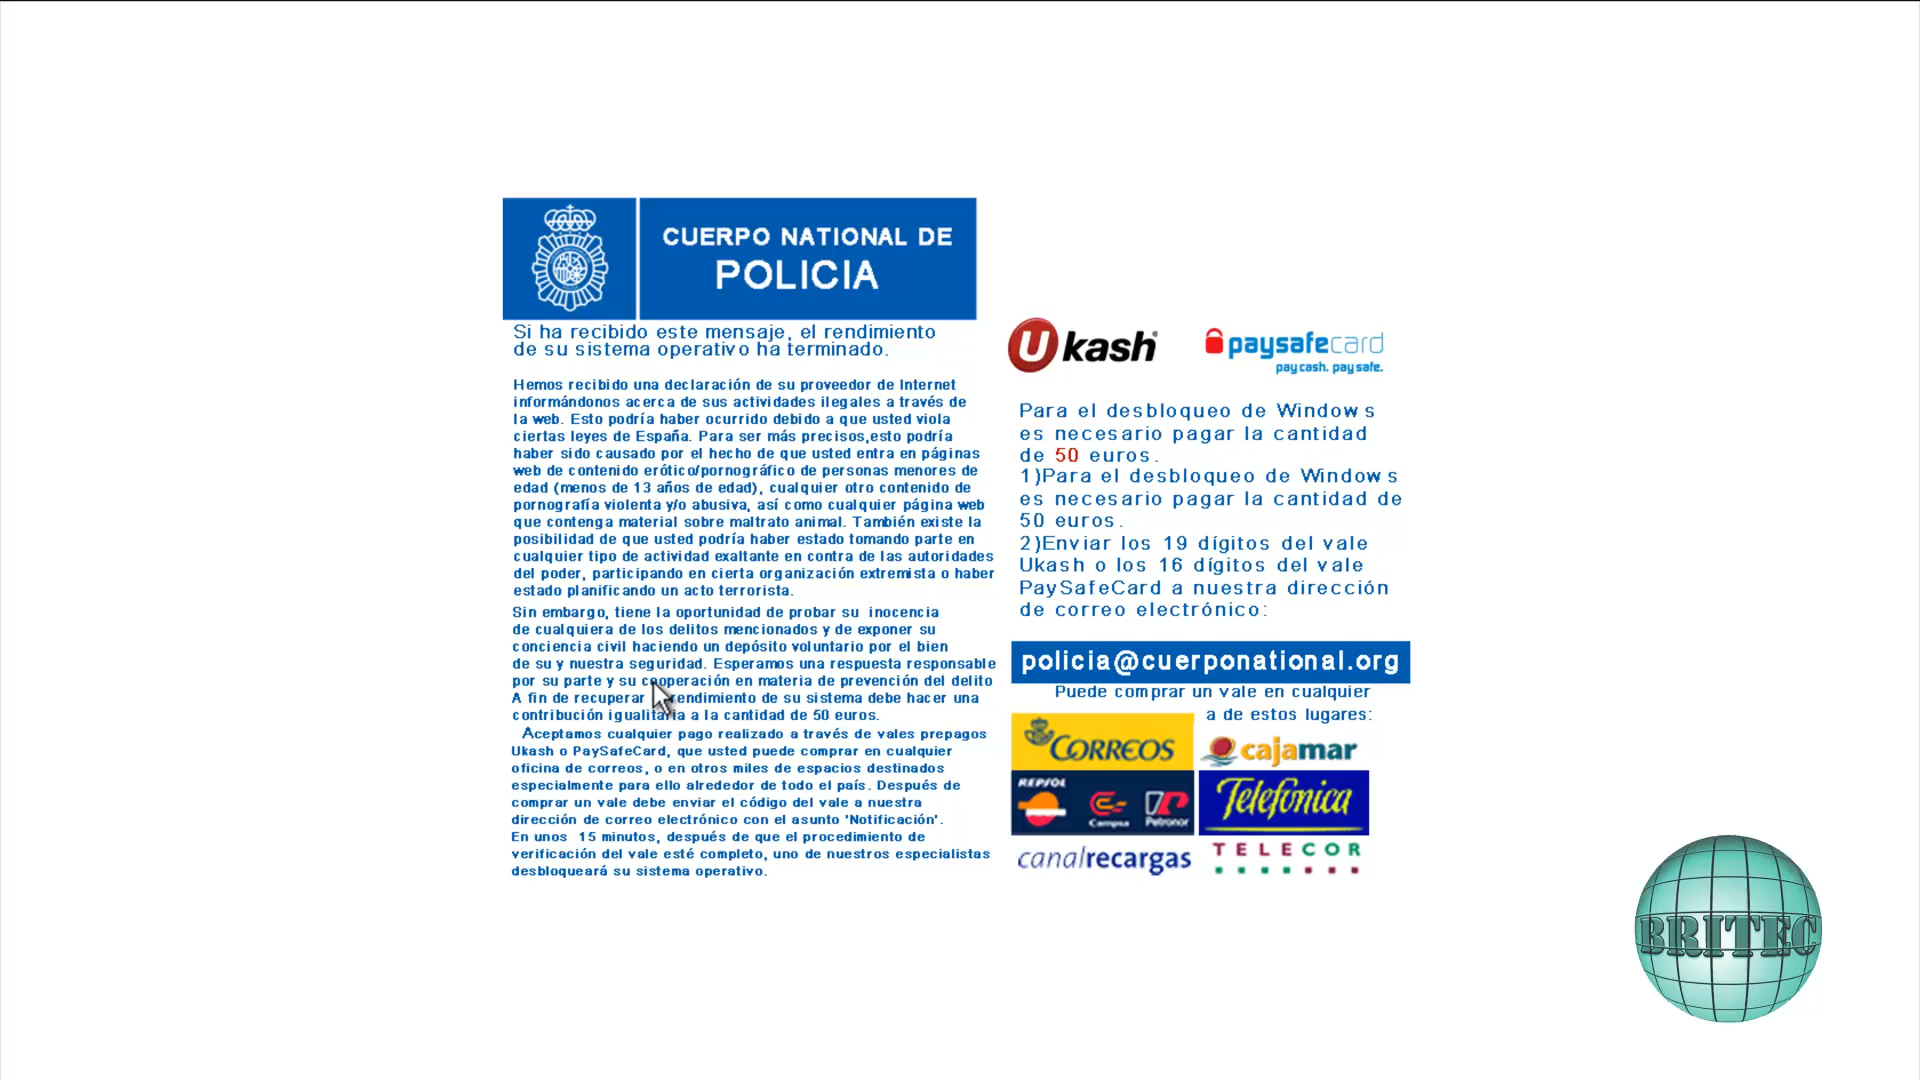 CUERPO NATIONAL DE
POLICIA
Si ha recibido este mensaje, el rendimiento
de su sistema operativo ha terminado.
Hemos recibido una declaración de su proveedor de Internet
informándonos acerca de sus actividades ilegales a través de
la web. Esto podría haber ocurrido debido a que usted viola
ciertas leyes de España. Para ser más precisos,esto podría
haber sido causado por el hecho de que usted entra en páginas
web de contenido erótico/pornográfico de personas menores de
edad (menos de 13 años de edad), cualquier otro contenido de
pornografía violenta y/o abusiva, así como cualquier página web
que contenga material sobre maltrato animal. También existe la
posibilidad de que usted podría haber estado tomando parte en
cualquier tipo de actividad exaltante en contra de las autoridades
del poder, participando en cierta organización extremista o haber
estado planificando un acto terrorista.
Sin embargo, tiene la oportunidad de probar su inocencia
de cualquiera de los delitos mencionados y de exponer su
conciencia civil haciendo un depósito voluntario por el bien
de su y nuestra seguridad. Esperamos una respuesta responsable
por su parte y su cooperación en materia de prevención del delito
A fin de recuperar rendimiento de su sistema debe hacer una
contribución igualitaria a la cantidad de 50 euros.
Aceptamos cualquier pago realizado a través de vales prepagos
Ukash o PaySafeCard, que usted puede comprar en cualquier
oficina de correos, o en otros miles de espacios destinados
especialmente para ello alrededor de todo el país. Después de
comprar un vale debe enviar el código del vale a nuestra
dirección de correo electrónico con el asunto 'Notificación'.
En unos 15 minutos, después de que el procedimiento de
verificación del vale esté completo, uno de nuestros especialistas
desbloqueará su sistema operativo.
Ukash
paysafecard
pay cash. pay safe.
Para el desbloqueo de Windows
es necesario pagar la cantidad
de 50 euros.
1)Para el desbloqueo de Windows
es necesario pagar la cantidad de
50 euros.
2)Enviar los 19 dígitos del vale
Ukash o los 16 dígitos del vale
PaySafeCard a nuestra dirección
de correo electrónico:
policia@cuerponational.org
Puede comprar un vale en cualquier
a de estos lugares:
CORREOS
cajamar
REPSOL
Campsa
Petronor
Telefónica
canalrecargas
TELECOR
BRITEC